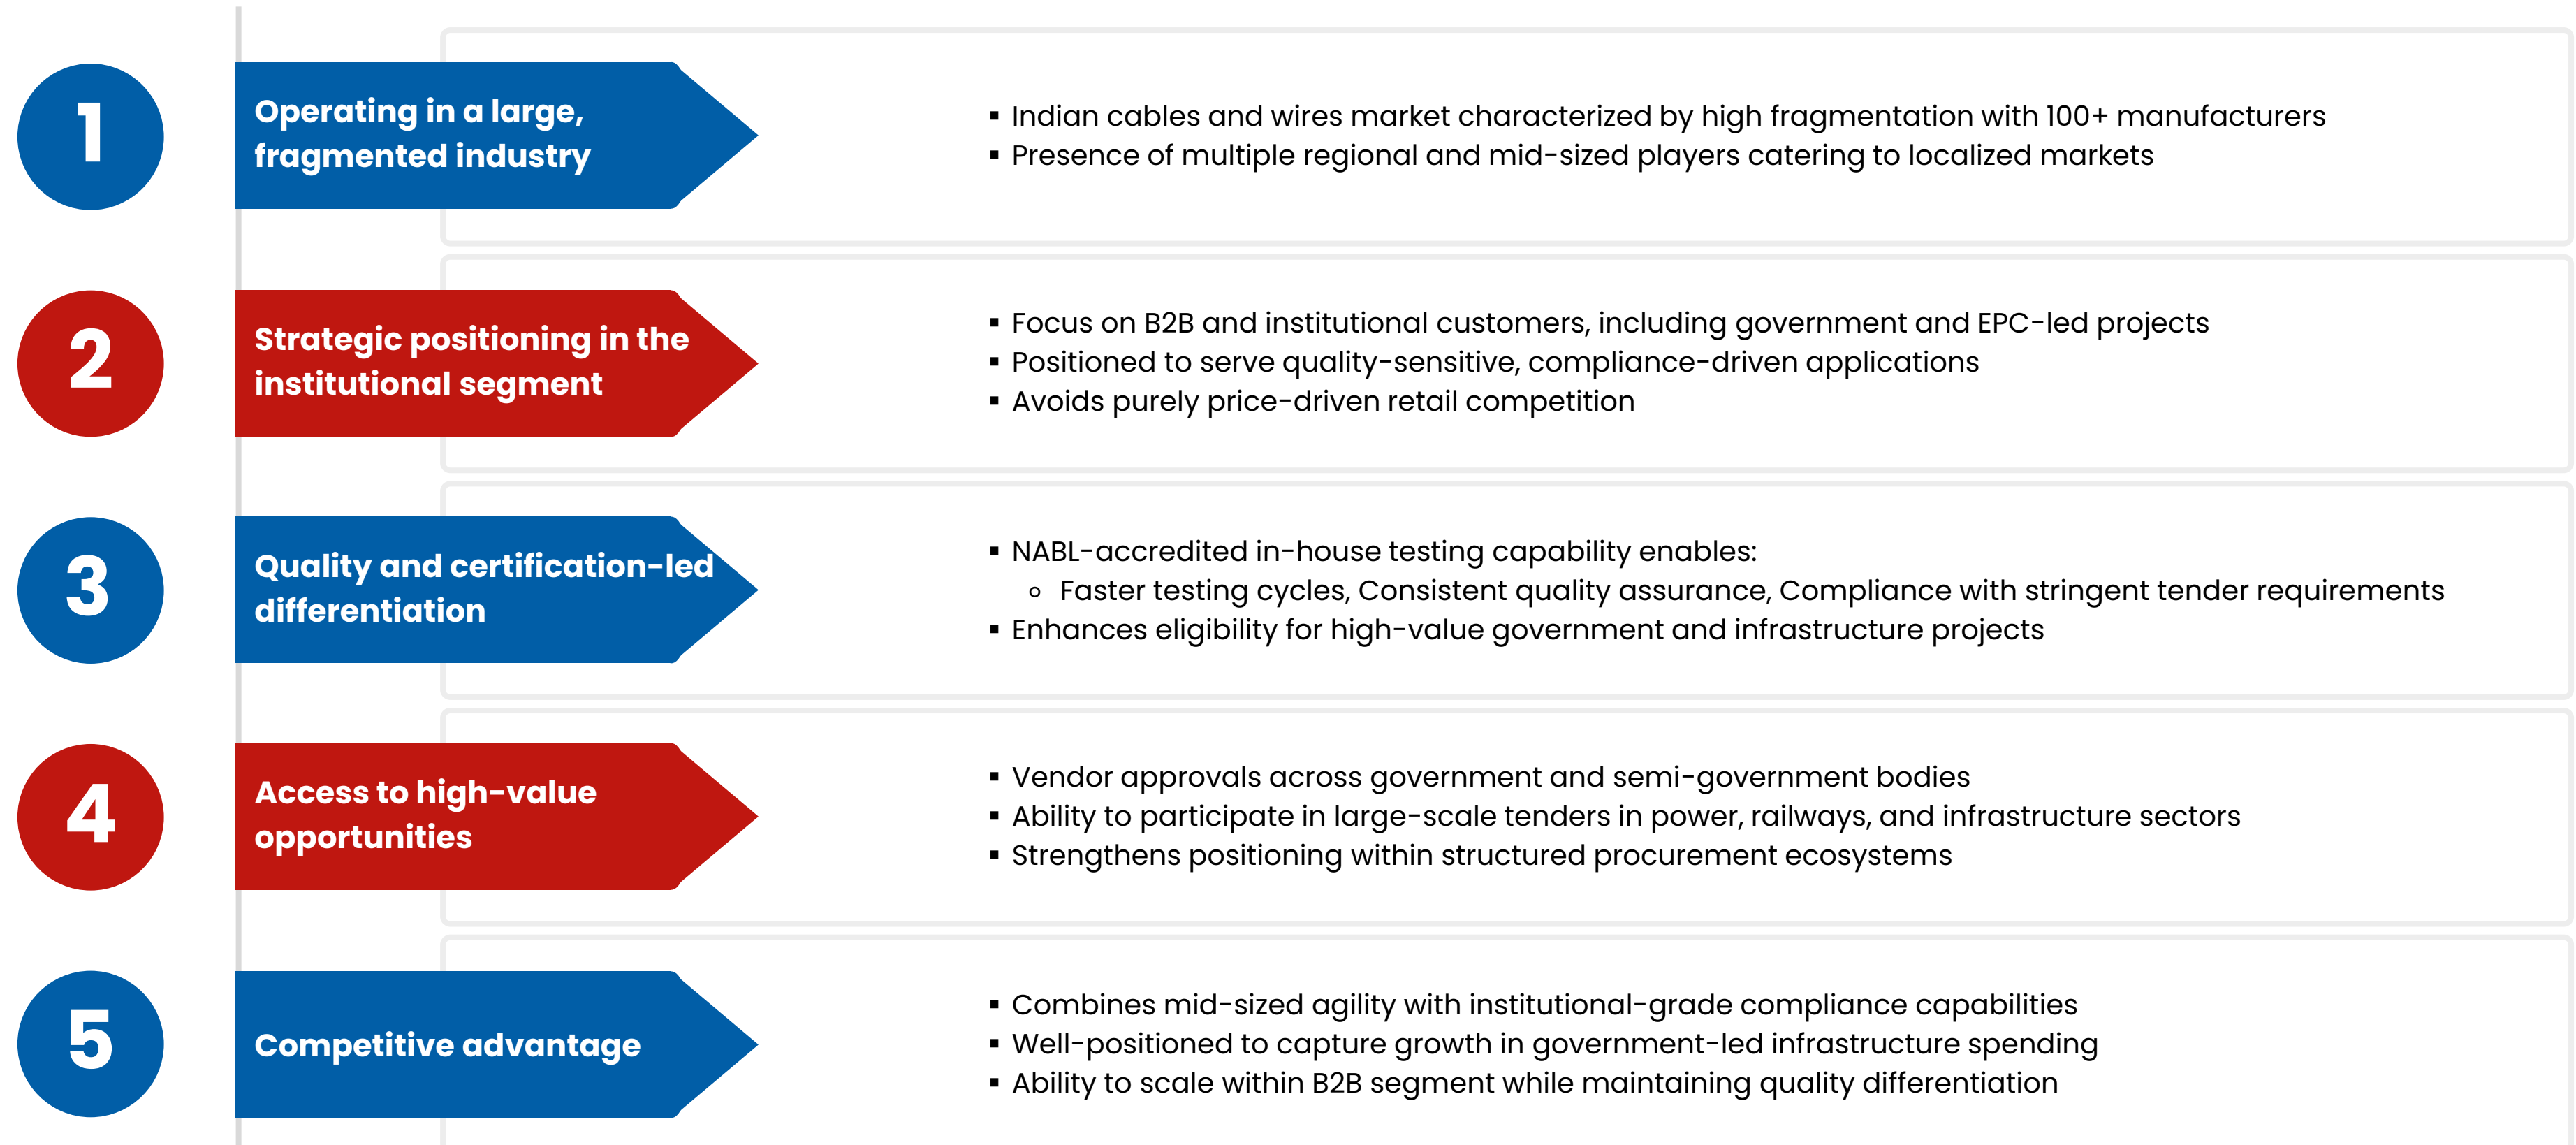 1
Operating in a large,
fragmented industry
▪ Indian cables and wires market characterized by high fragmentation with 100+ manufacturers
▪ Presence of multiple regional and mid-sized players catering to localized markets
2
Strategic positioning in the
institutional segment
▪ Focus on B2B and institutional customers, including government and EPC-led projects
▪ Positioned to serve quality-sensitive, compliance-driven applications
▪ Avoids purely price-driven retail competition
3
Quality and certification-led
differentiation
▪ NABL-accredited in-house testing capability enables:
◦ Faster testing cycles, Consistent quality assurance, Compliance with stringent tender requirements
▪ Enhances eligibility for high-value government and infrastructure projects
4
Access to high-value
opportunities
▪ Vendor approvals across government and semi-government bodies
▪ Ability to participate in large-scale tenders in power, railways, and infrastructure sectors
▪ Strengthens positioning within structured procurement ecosystems
5
Competitive advantage
▪ Combines mid-sized agility with institutional-grade compliance capabilities
▪ Well-positioned to capture growth in government-led infrastructure spending
▪ Ability to scale within B2B segment while maintaining quality differentiation